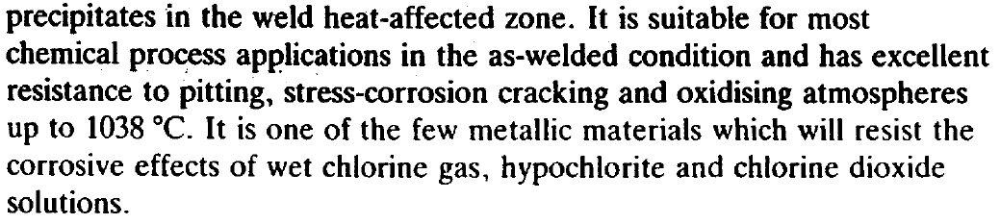 precipitates in the weld heat-affected zone. It is suitable for most
chemical process applications in the as-welded condition and has excellent
resistance to pitting, stress-corrosion cracking and oxidising atmospheres
up to 1038 °C. It is one of the few metallic materials which will resist the
corrosive effects of wet chlorine gas, hypochlorite and chlorine dioxide
solutions.